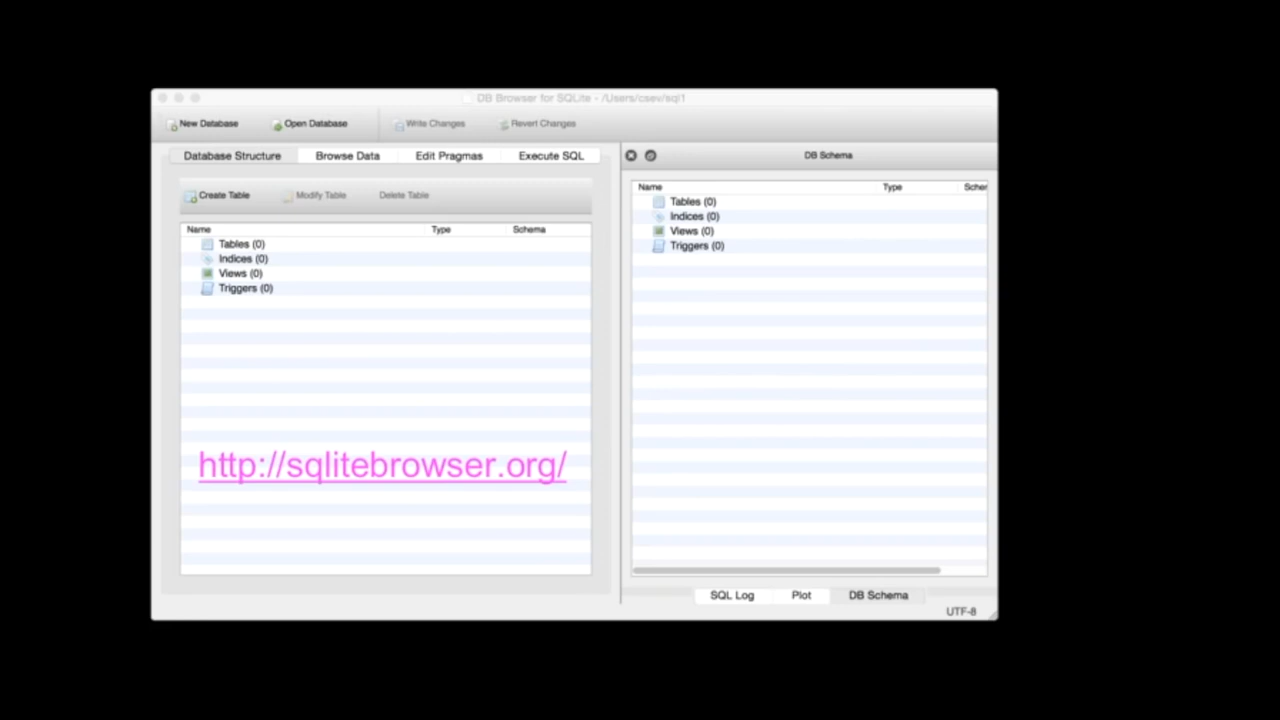 DB Browser for SQLite - /Users/csev/sql1
New Database Open Database Write Changes Revert Changes
Database Structure Browse Data Edit Pragmas Execute SQL
Create Table Modify Table Delete Table
Name Type Schema
Tables (0)
Indices (0)
Views (0)
Triggers (0)
http://sqlitebrowser.org/
DB Schema
Name Type Schem
Tables (0)
Indices (0)
Views (0)
Triggers (0)
SQL Log Plot DB Schema
UTF-8